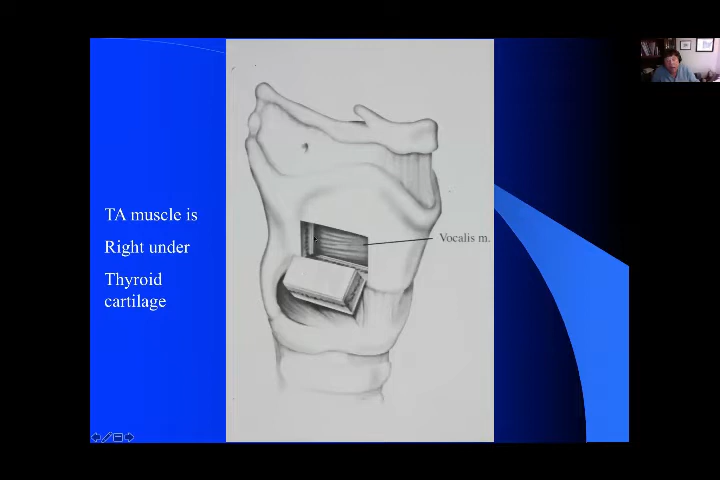 TA muscle is
Right under
Thyroid
cartilage
Vocalis m.